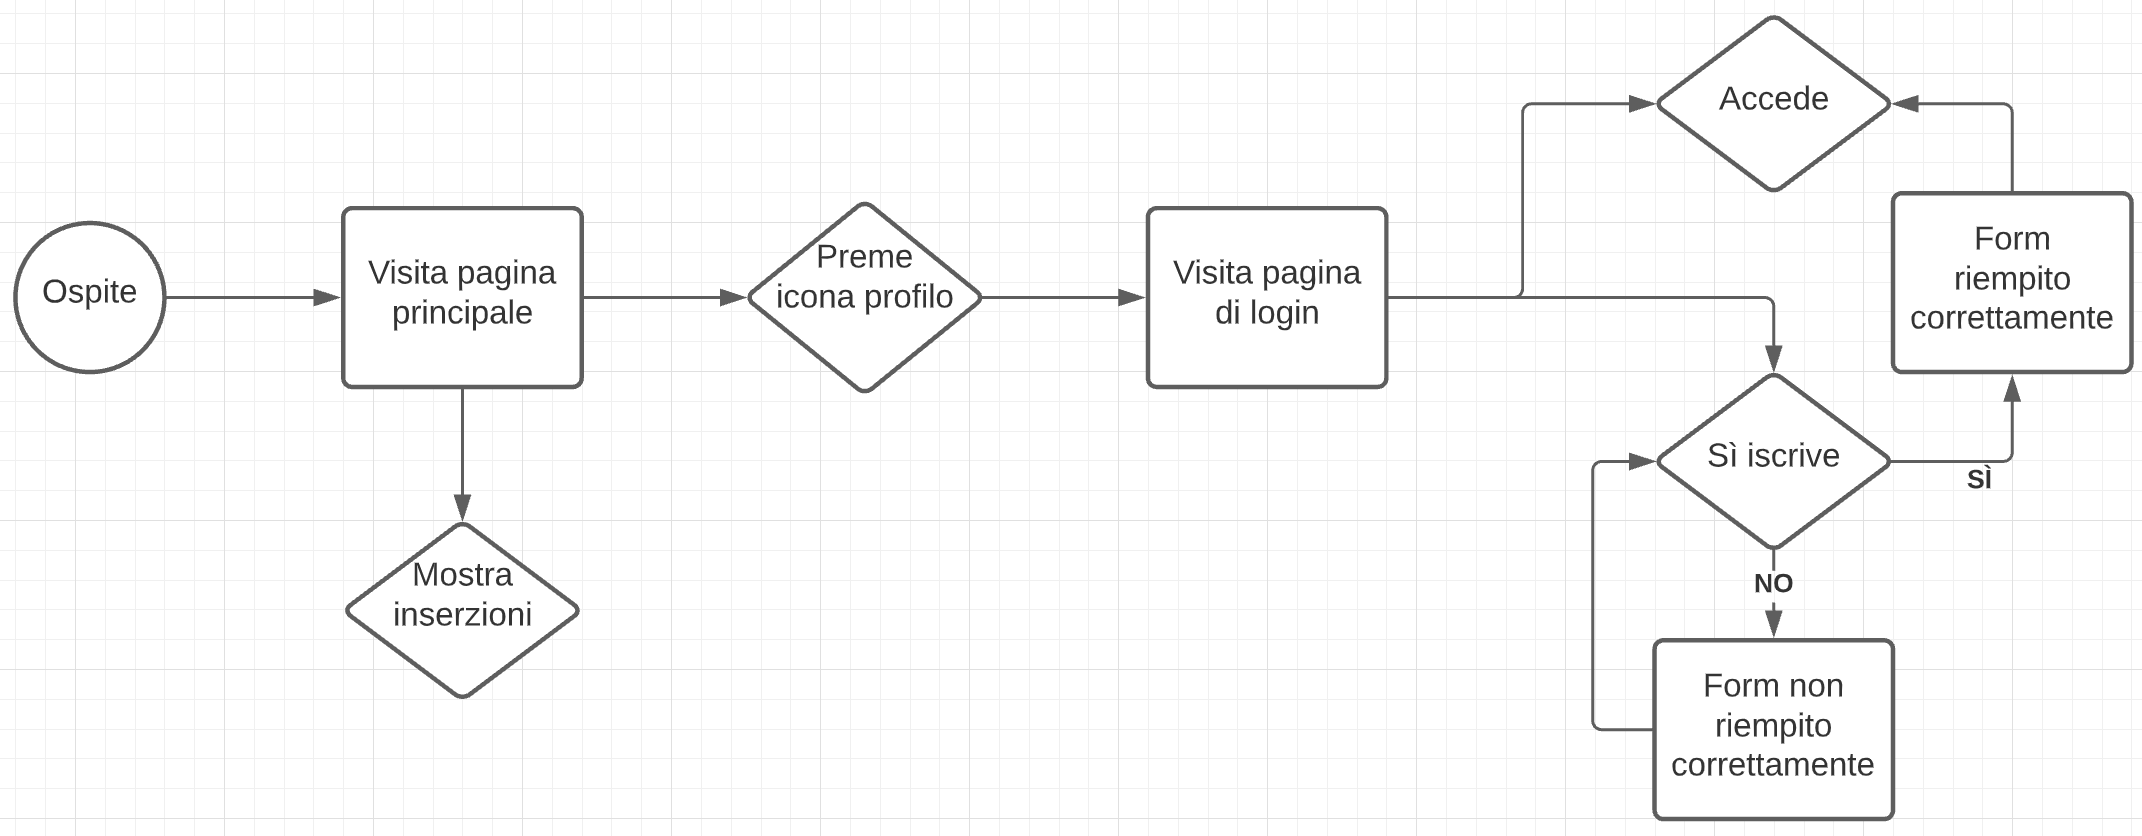 Ospite
Visita pagina
principale
Mostra
inserzioni
Preme
icona profilo
Visita pagina
di login
Accede
Form
riempito
correttamente
Sì iscrive
SÌ
NO
Form non
riempito
correttamente